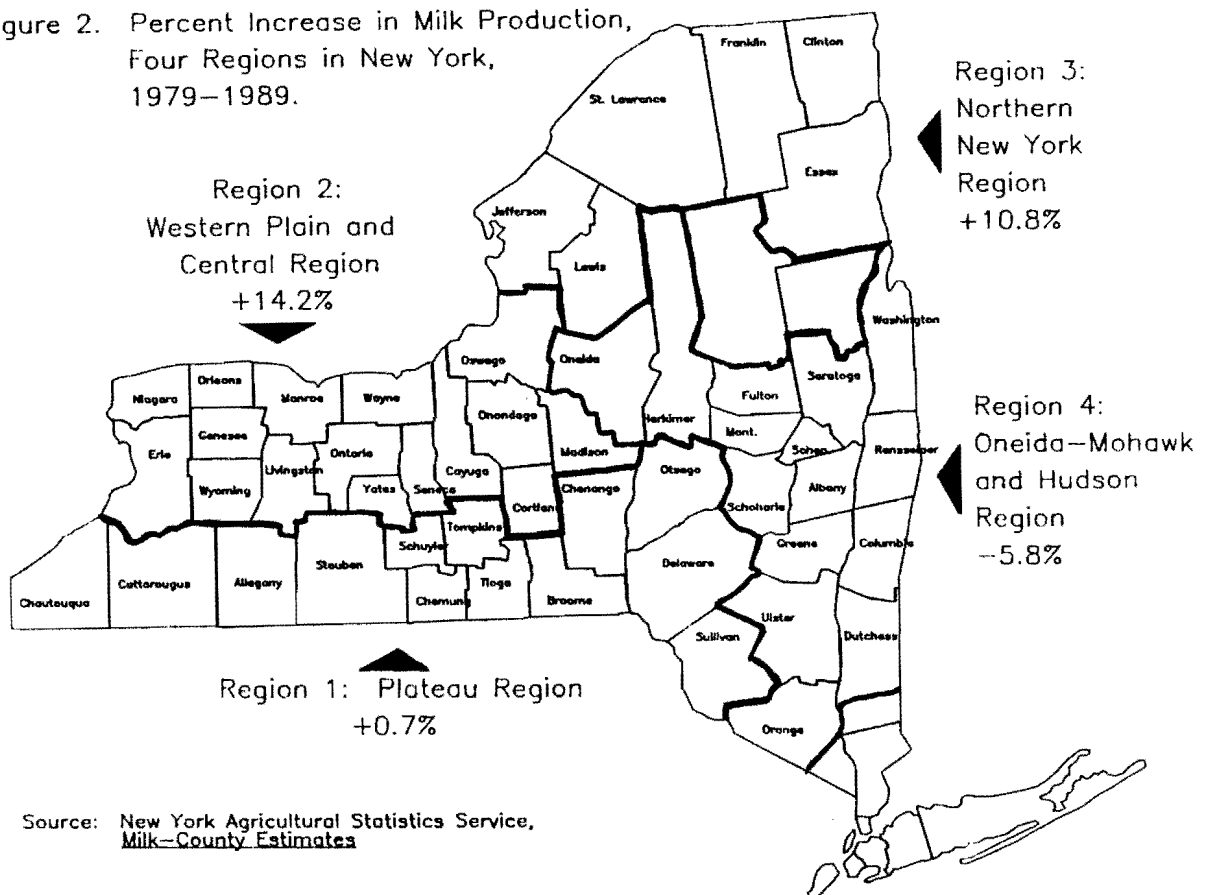 gure 2. Percent Increase in Milk Production,
Four Regions in New York,
1979-1989.
Region 2:
Western Plain and
Central Region
+14.2%
Region 3:
Northern
New York
Region
+10.8%
Region 4:
Oneida-Mohawk
and Hudson
Region
-5.8%
Region 1: Plateau Region
+0.7%
Franklin
Clinton
St. Lawrance
Essex
Jefferson
Lewis
Washington
Oswego
Oneida
Saratoga
Orleans
Niagara
Monroe
Wayne
Fulton
Onondaga
Herkimer
Genesee
Mont.
Erie
Ontario
Madison
Schen
Rensselaer
Livingston
Cayuga
Otsego
Wyoming
Yates
Seneca
Chenango
Albany
Cortlan
Schoharie
Tompkins
Schuyler
Greene
Columbia
Steuben
Delaware
Cattaraugus
Allegany
Tioga
Chautauqua
Chemung
Broome
Ulster
Sullivan
Dutchess
Orange
Source: New York Agricultural Statistics Service,
Milk-County Estimates